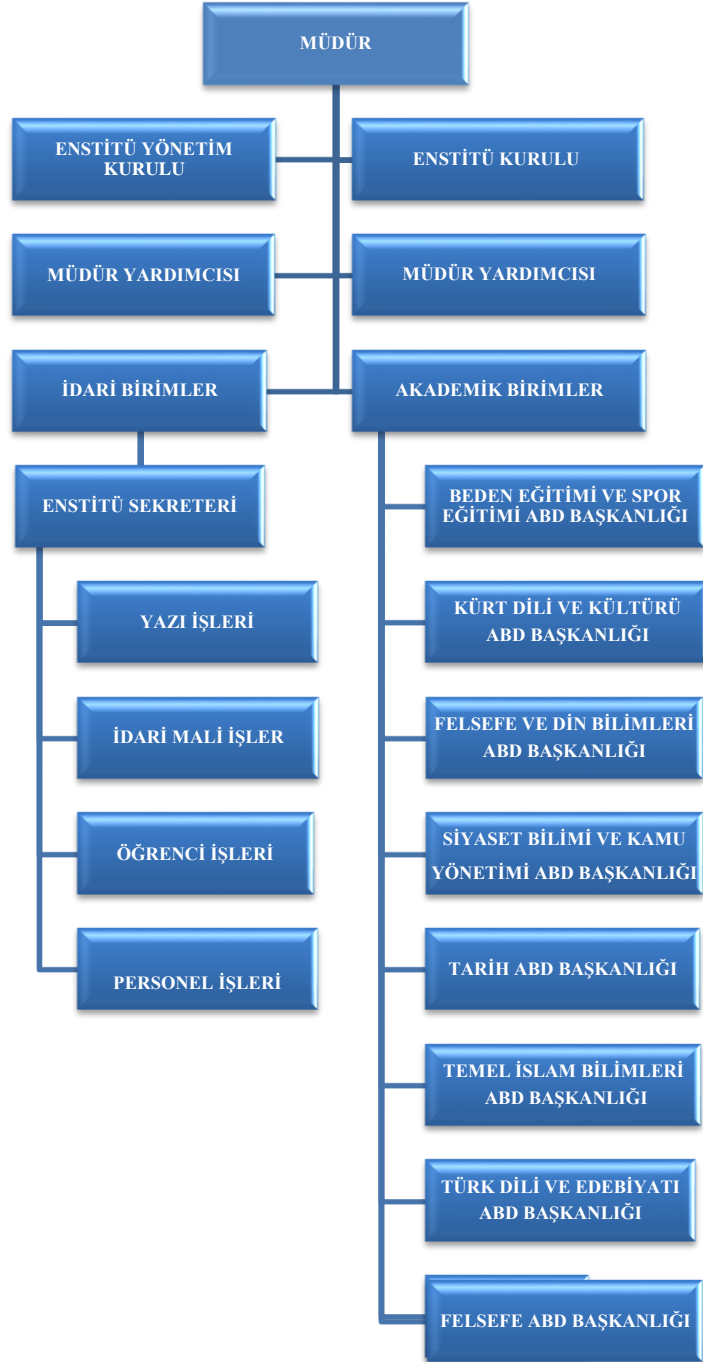 MÜDÜR
ENSTİTÜ YÖNETİM
KURULU
ENSTİTÜ KURULU
MÜDÜR YARDIMCISI
MÜDÜR YARDIMCISI
İDARİ BİRİMLER
AKADEMİK BİRİMLER
ENSTİTÜ SEKRETERİ
YAZI İŞLERİ
İDARİ MALİ İŞLER
ÖĞRENCİ İŞLERİ
PERSONEL İŞLERİ
BEDEN EĞİTİMİ VE SPOR
EĞİTİMİ ABD BAŞKANLIĞI
KÜRT DİLİ VE KÜLTÜRÜ
ABD BAŞKANLIĞI
FELSEFE VE DİN BİLİMLERİ
ABD BAŞKANLIĞI
SİYASET BİLİMİ VE KAMU
YÖNETİMİ ABD BAŞKANLIĞI
TARİH ABD BAŞKANLIĞI
TEMEL İSLAM BİLİMLERİ
ABD BAŞKANLIĞI
TÜRK DİLİ VE EDEBİYATI
ABD BAŞKANLIĞI
FELSEFE ABD BAŞKANLIĞI